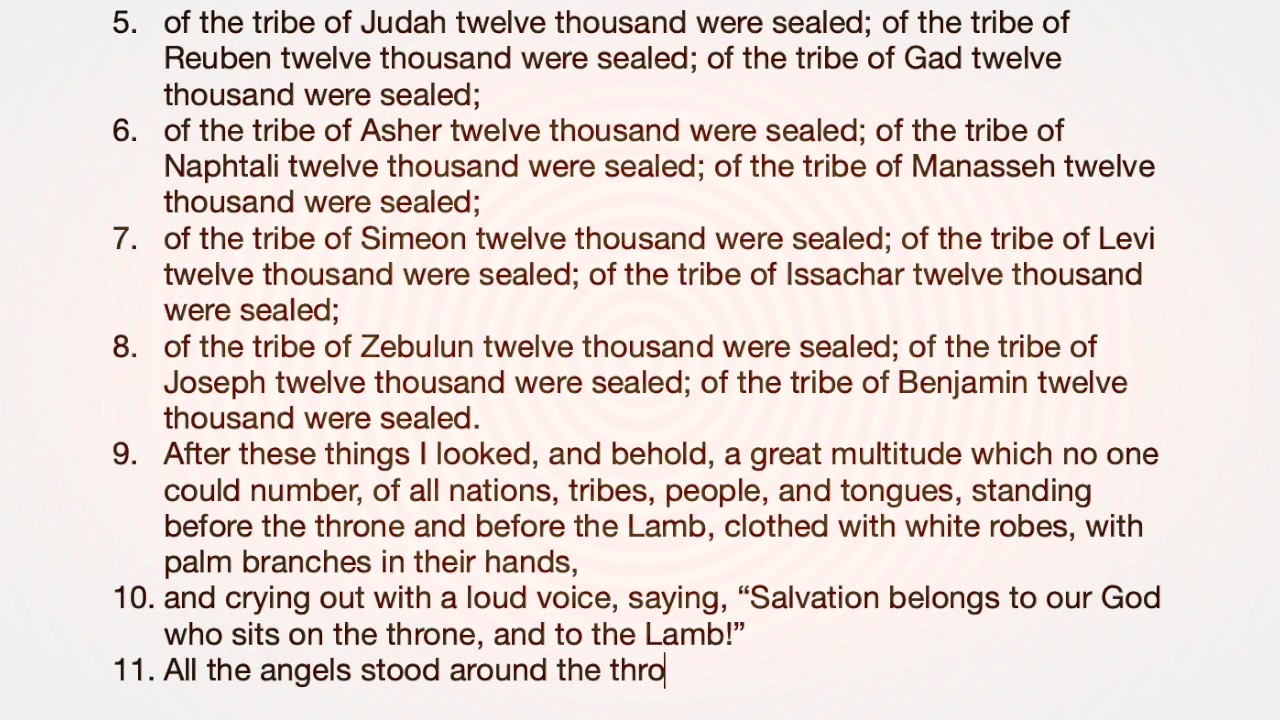 5. of the tribe of Judah twelve thousand were sealed; of the tribe of
Reuben twelve thousand were sealed; of the tribe of Gad twelve
thousand were sealed;
6. of the tribe of Asher twelve thousand were sealed; of the tribe of
Naphtali twelve thousand were sealed; of the tribe of Manasseh twelve
thousand were sealed;
7. of the tribe of Simeon twelve thousand were sealed; of the tribe of Levi
twelve thousand were sealed; of the tribe of Issachar twelve thousand
were sealed;
8. of the tribe of Zebulun twelve thousand were sealed; of the tribe of
Joseph twelve thousand were sealed; of the tribe of Benjamin twelve
thousand were sealed.
9. After these things I looked, and behold, a great multitude which no one
could number, of all nations, tribes, people, and tongues, standing
before the throne and before the Lamb, clothed with white robes, with
palm branches in their hands,
10. and crying out with a loud voice, saying, “Salvation belongs to our God
who sits on the throne, and to the Lamb!”
11. All the angels stood around the thro